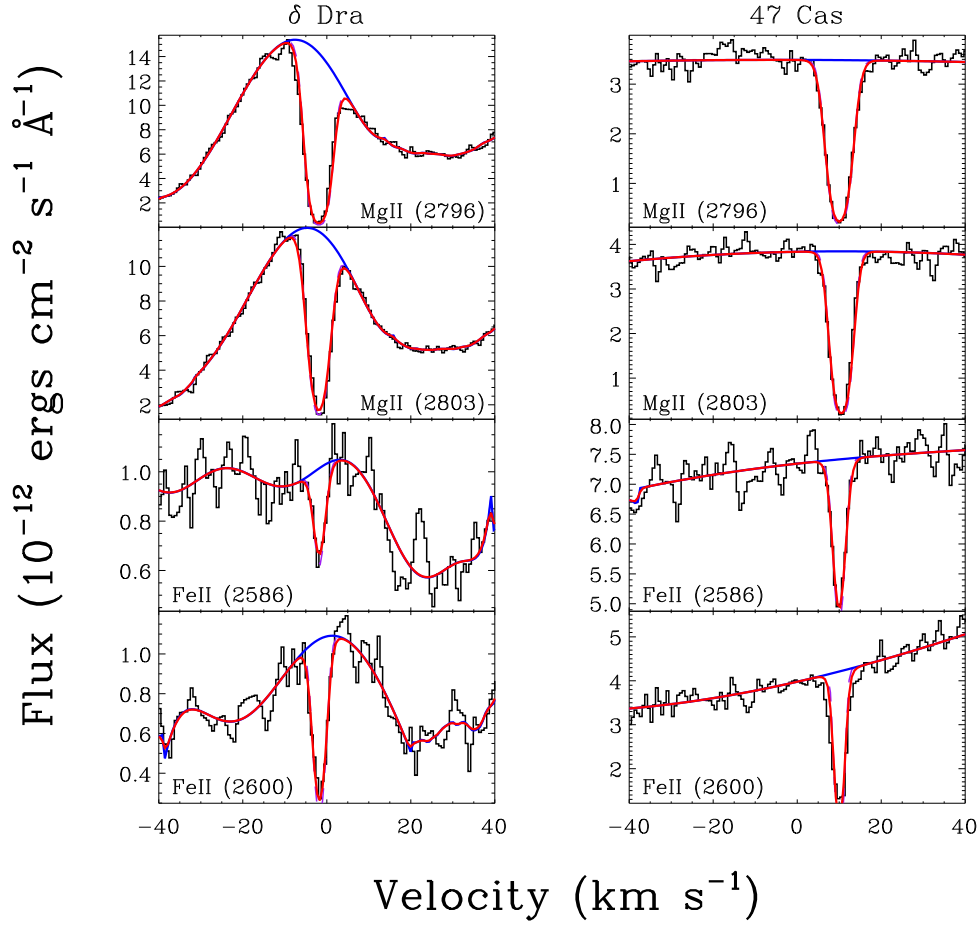 δ Dra
47 Cas
Flux (10⁻¹² ergs cm⁻² s⁻¹ Å⁻¹)
14
12
10
8
6
4
2
MgII (2796)
3
2
1
MgII (2796)
10
8
6
4
2
MgII (2803)
4
3
2
1
MgII (2803)
1.0
0.8
0.6
FeII (2586)
8.0
7.5
7.0
6.5
6.0
5.5
5.0
FeII (2586)
1.0
0.8
0.6
0.4
FeII (2600)
5
4
3
2
FeII (2600)
−40 −20 0 20 40
−40 −20 0 20 40
Velocity (km s⁻¹)